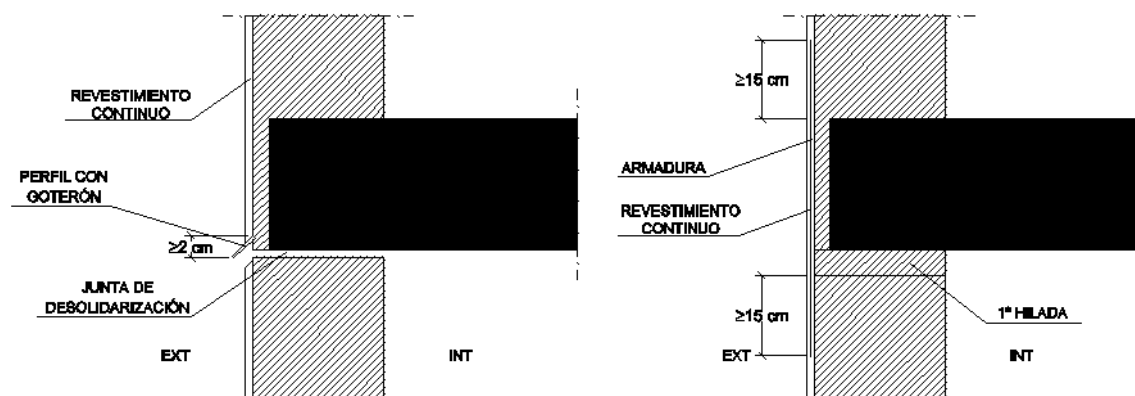 REVESTIMIENTO
CONTINUO
PERFIL CON
GOTERÓN
≥2 cm
JUNTA DE
DESOLIDARIZACIÓN
EXT
INT
≥15 cm
ARMADURA
REVESTIMIENTO
CONTINUO
≥15 cm
1ª HILADA
EXT
INT